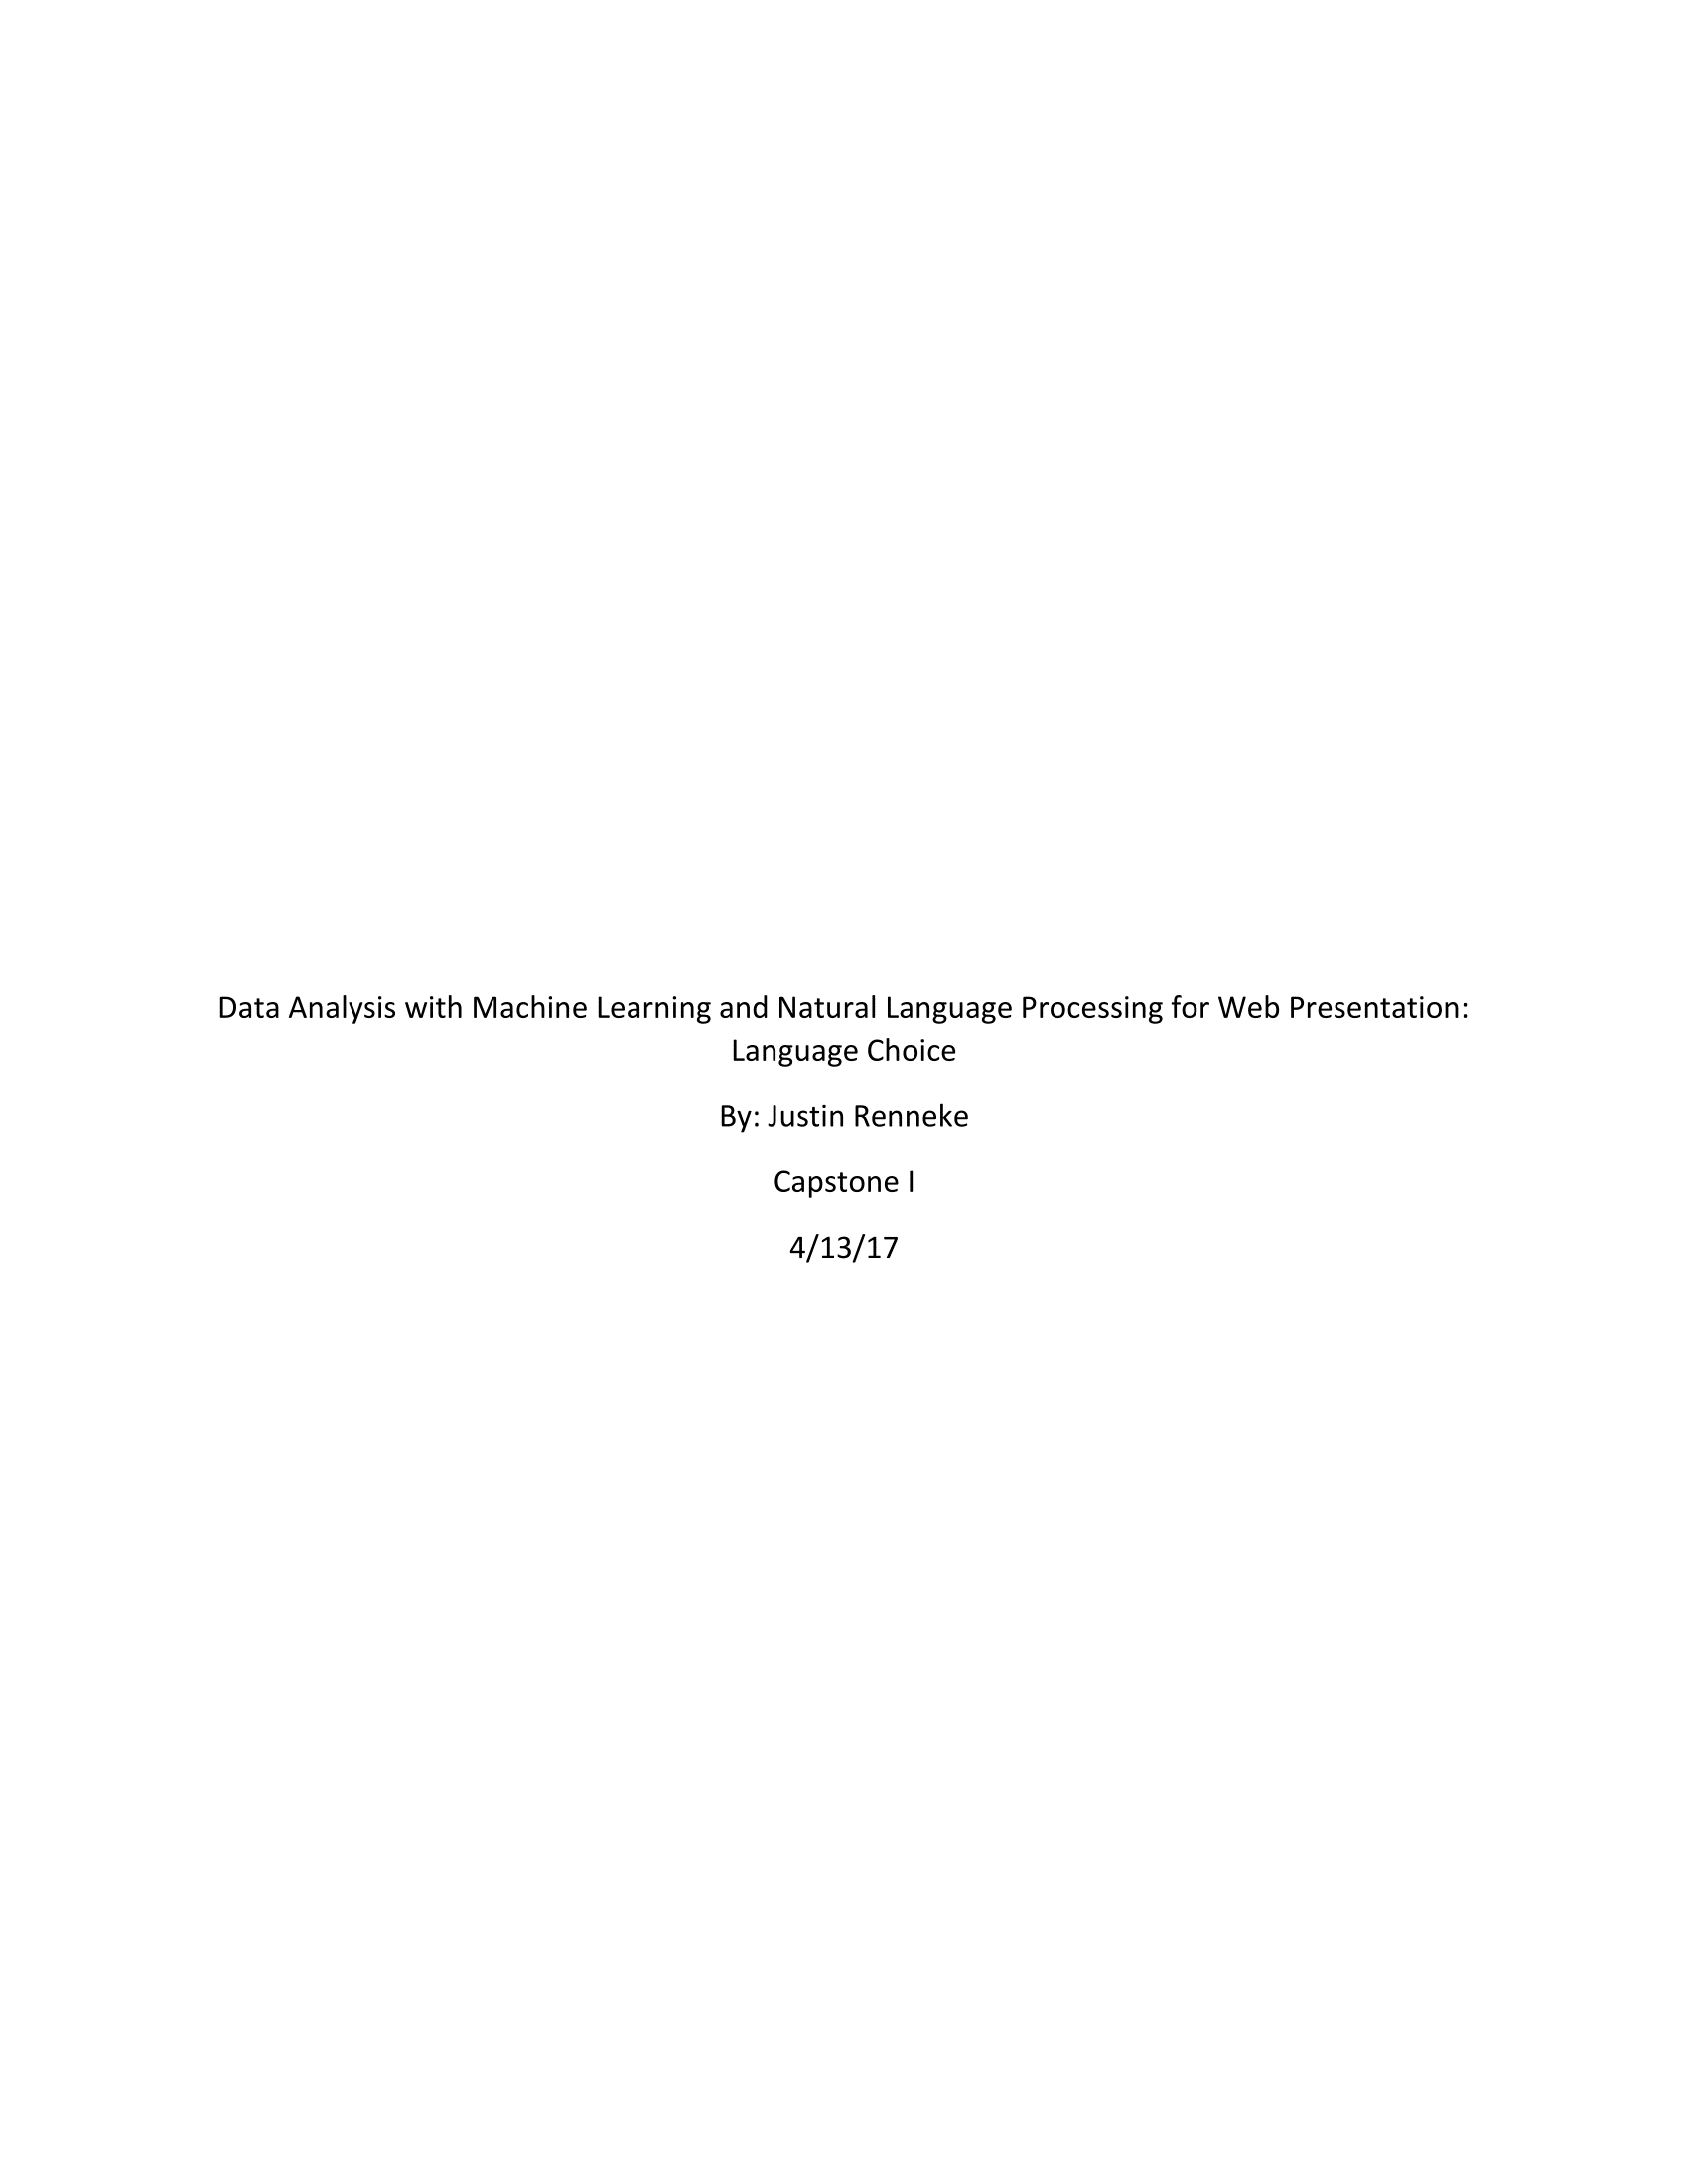 Data Analysis with Machine Learning and Natural Language Processing for Web Presentation:
Language Choice
By: Justin Renneke
Capstone I
4/13/17